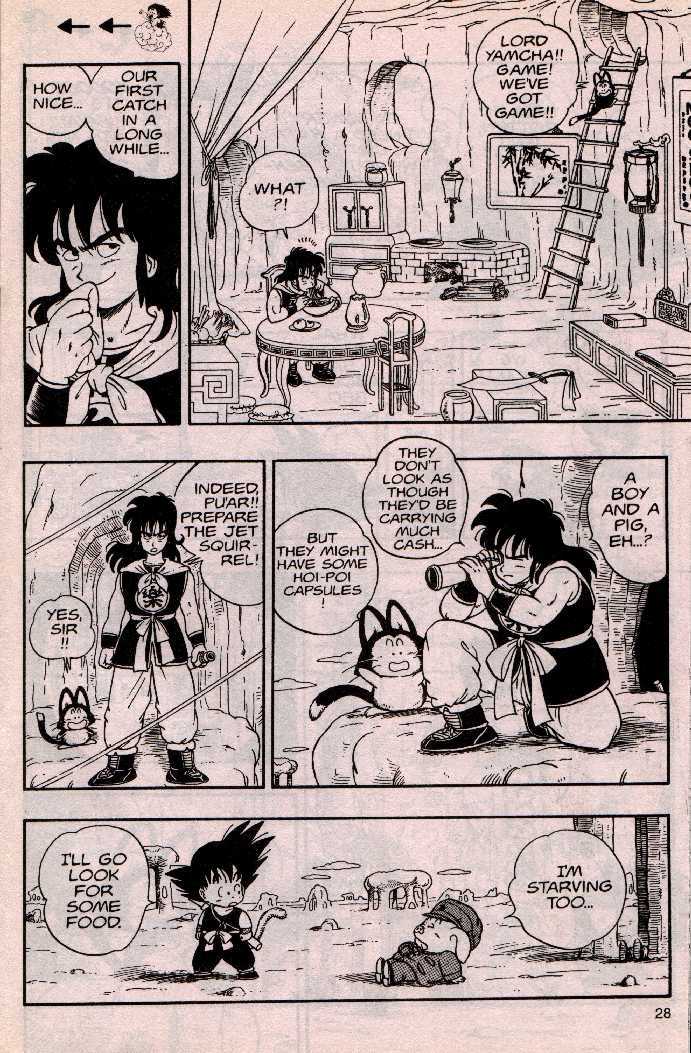 LORD
YAMCHA!!
GAME!
WE'VE
GOT
GAME!!
WHAT
?!
OUR
FIRST
CATCH
IN A
LONG
WHILE...
HOW
NICE...
A
BOY
AND A
PIG,
EH...?
THEY
DON'T
LOOK AS
THOUGH
THEY'D BE
CARRYING
MUCH
CASH...
BUT
THEY MIGHT
HAVE SOME
HOI-POI
CAPSULES
!
INDEED,
PU'AR!!
PREPARE
THE JET
SQUIR-
REL!
樂
YES,
SIR
!!
I'M
STARVING
TOO...
I'LL GO
LOOK
FOR
SOME
FOOD.
28